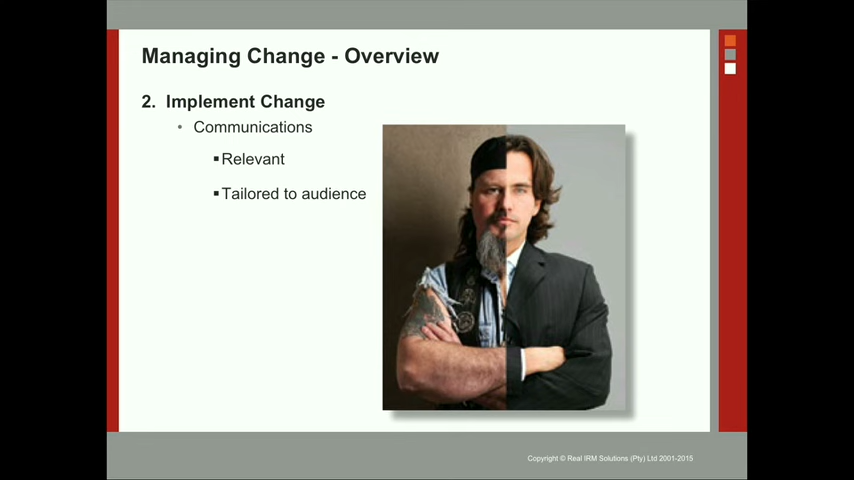 Managing Change - Overview
2. Implement Change
• Communications
▪Relevant
▪Tailored to audience
Copyright © Real IRM Solutions (Pty) Ltd 2001-2015